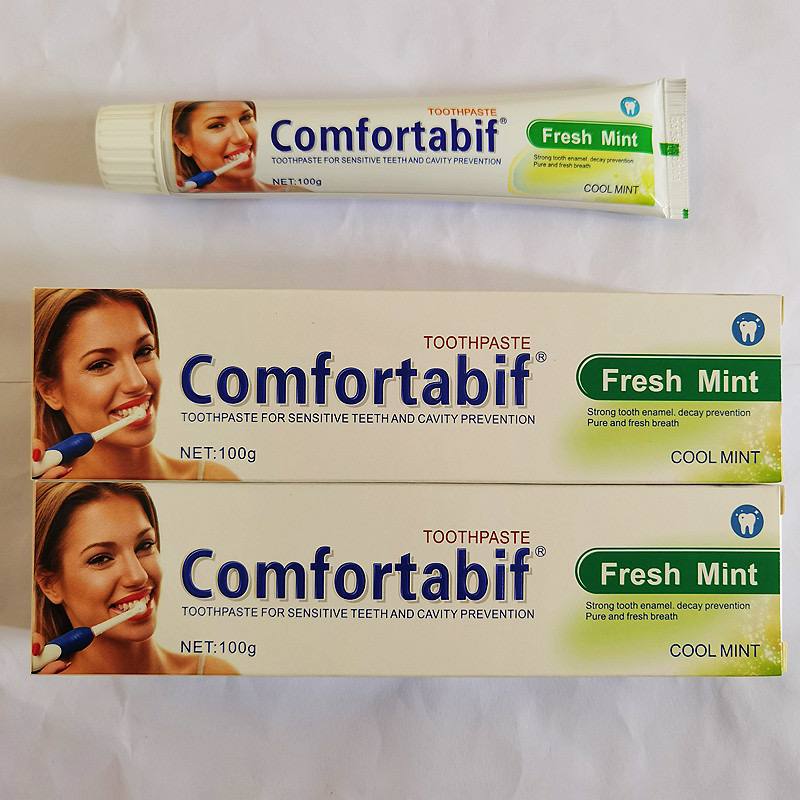 TOOTHPASTE
Comfortabif®
TOOTHPASTE FOR SENSITIVE TEETH AND CAVITY PREVENTION
NET:100g
Fresh Mint
Strong tooth enamel, decay prevention
Pure and fresh breath
COOL MINT
TOOTHPASTE
Comfortabif®
TOOTHPASTE FOR SENSITIVE TEETH AND CAVITY PREVENTION
NET:100g
Fresh Mint
Strong tooth enamel, decay prevention
Pure and fresh breath
COOL MINT
TOOTHPASTE
Comfortabif®
TOOTHPASTE FOR SENSITIVE TEETH AND CAVITY PREVENTION
NET:100g
Fresh Mint
Strong tooth enamel, decay prevention
Pure and fresh breath
COOL MINT